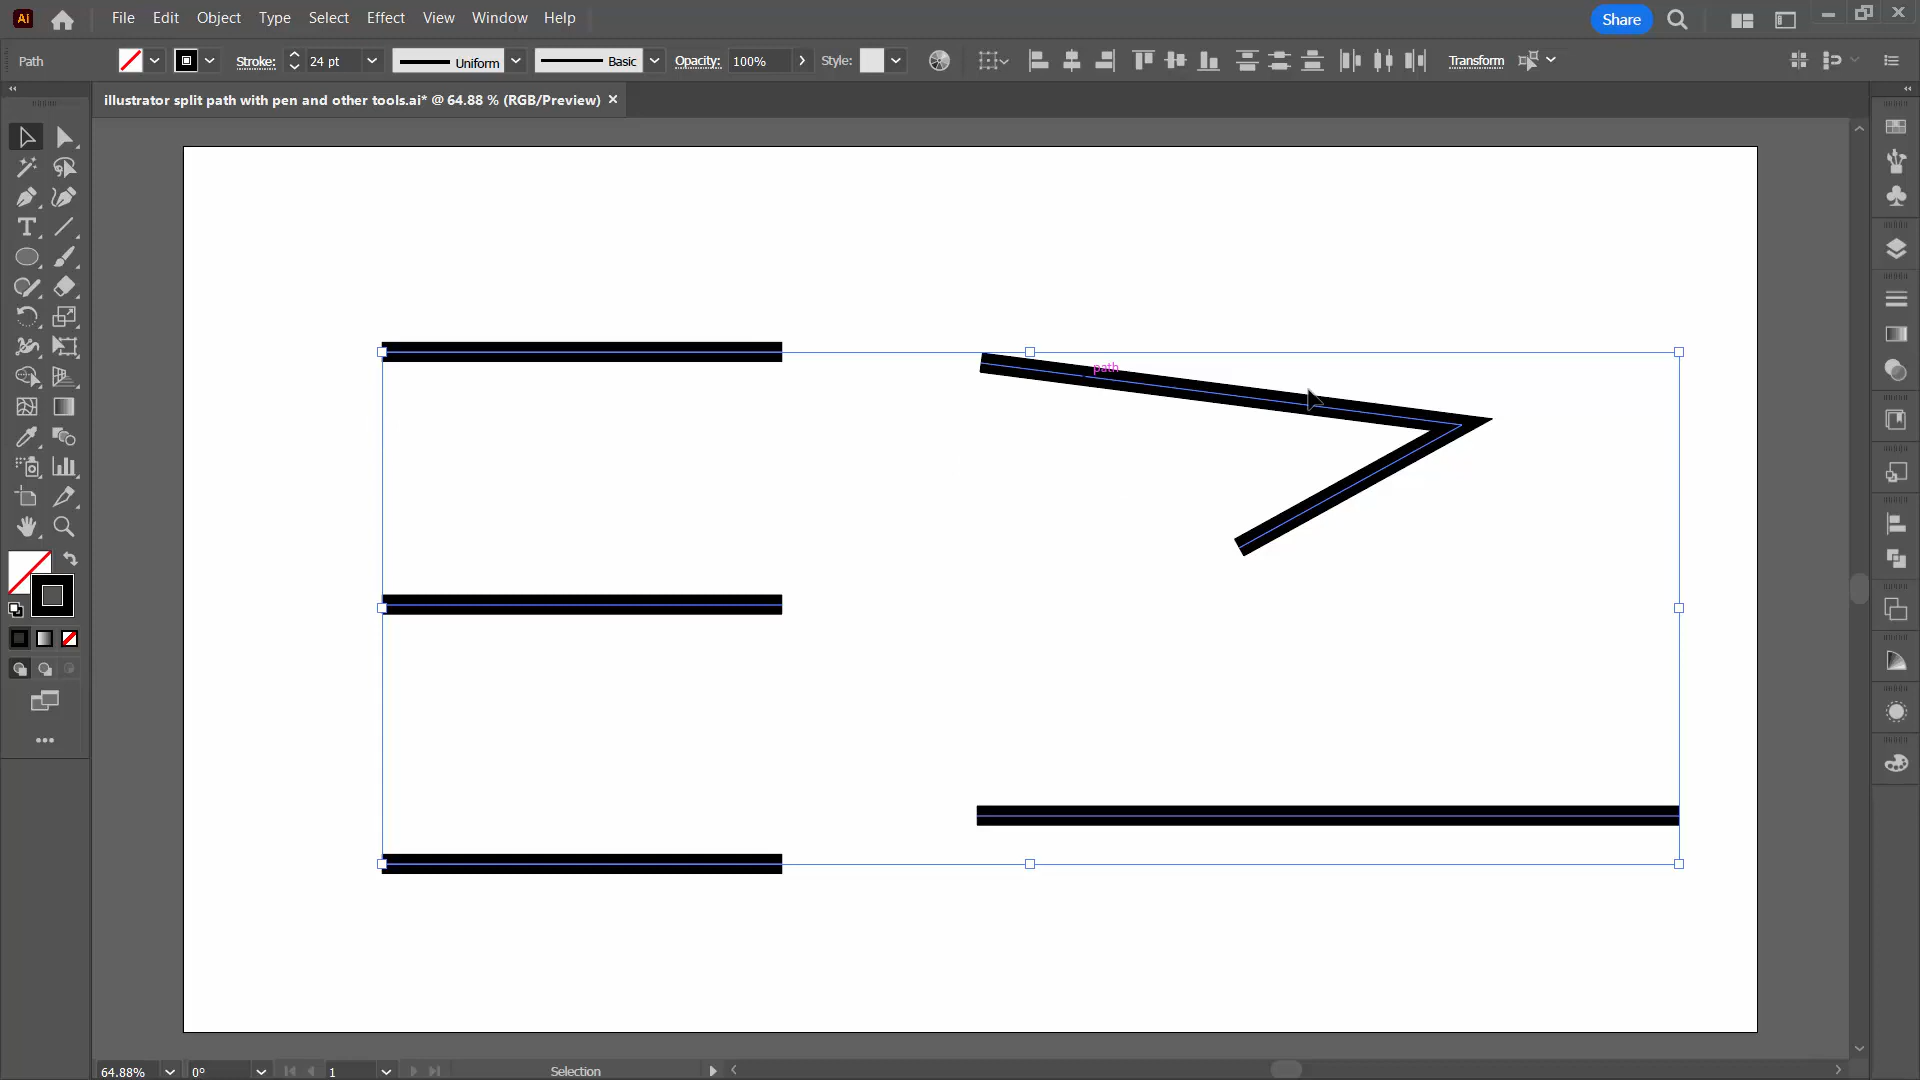 Ai File Edit Object Type Select Effect View Window Help Share
Path Stroke: 24 pt Uniform Basic Opacity: 100% Style: Transform
illustrator split path with pen and other tools.ai* @ 64.88 % (RGB/Preview) ×
path
64.88% 0° 1 Selection